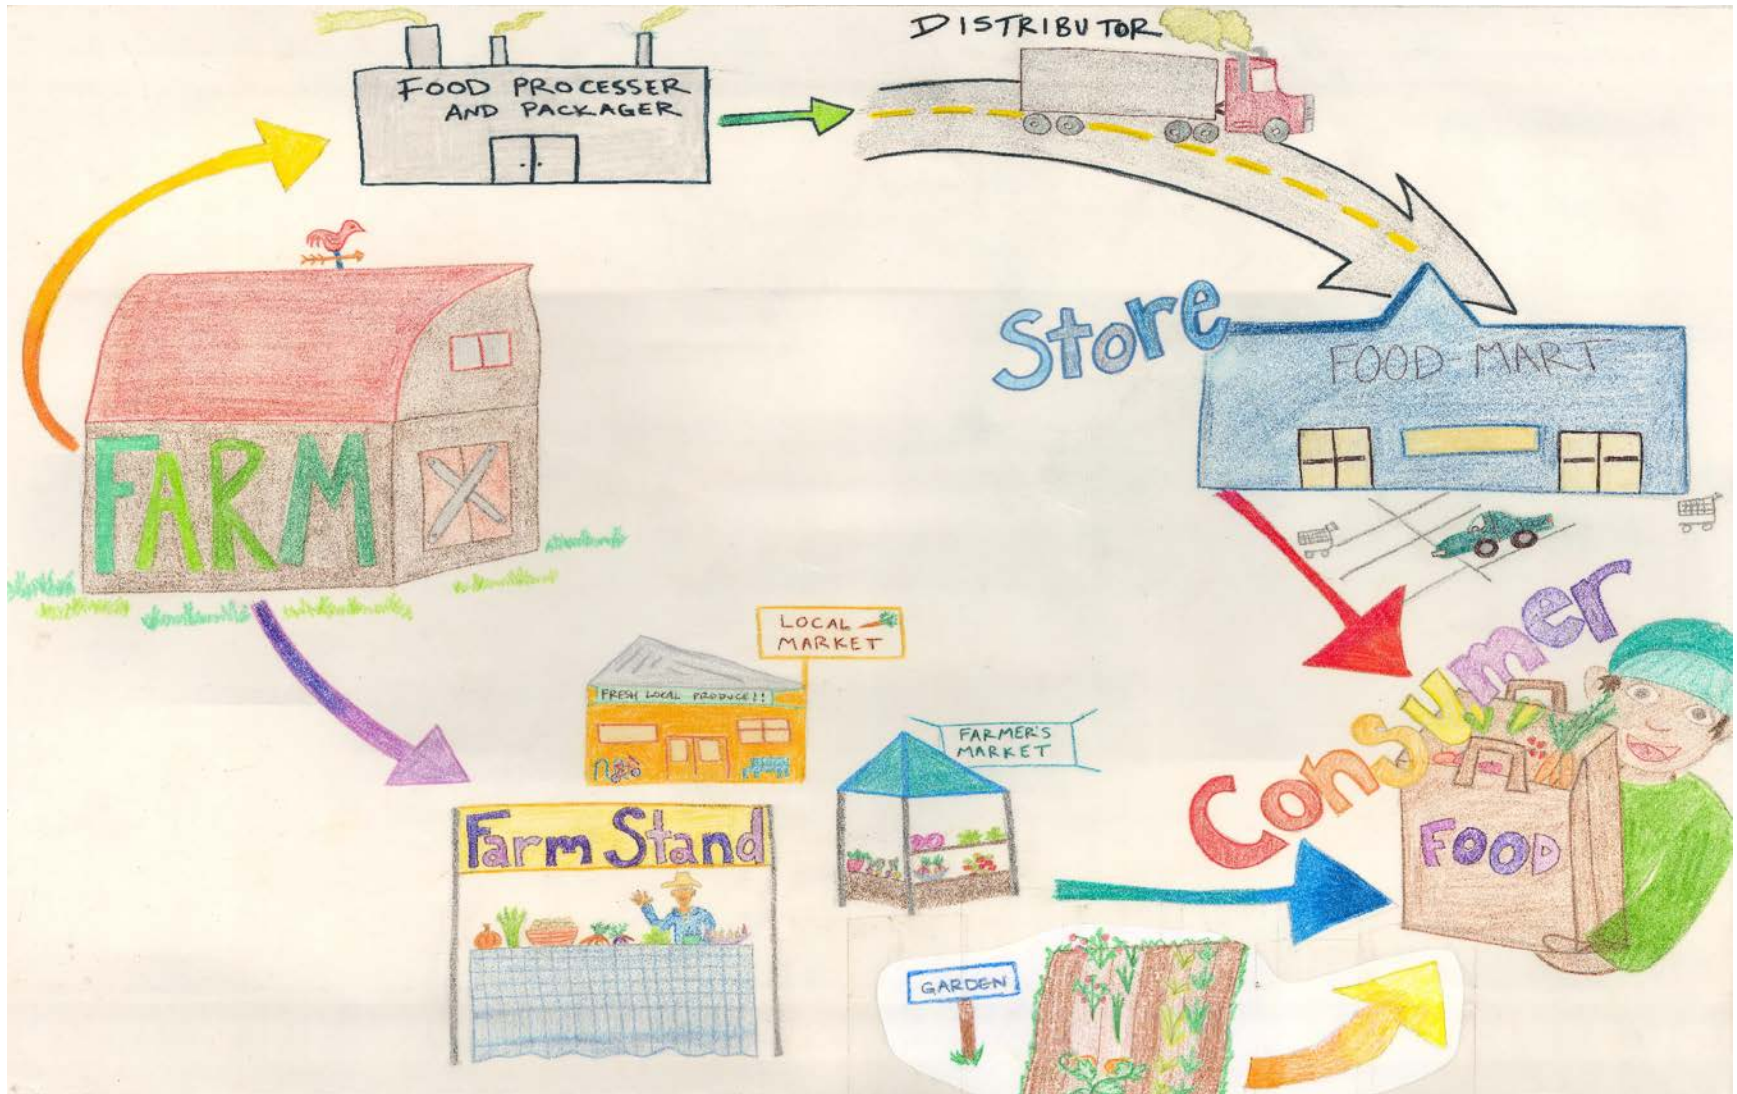 FOOD PROCESSER
AND PACKAGER
DISTRIBUTOR
Store
FOOD MART
FARM
LOCAL
MARKET
FRESH LOCAL PRODUCE!!
FARMER'S
MARKET
Consumer
Farm Stand
FOOD
GARDEN